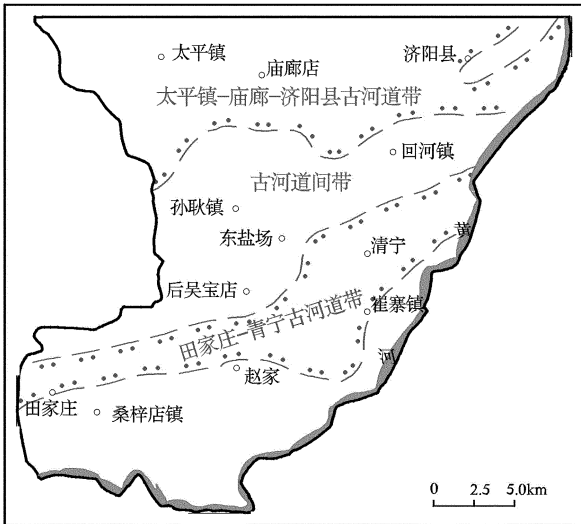 太平镇
济阳县
庙廊店
太平镇-庙廊-济阳县古河道带
回河镇
古河道间带
孙耿镇
东盐场
黄
清宁
后吴宝店
崔寨镇
田家庄-青宁古河道带
河
赵家
田家庄
桑梓店镇
0 2.5 5.0km